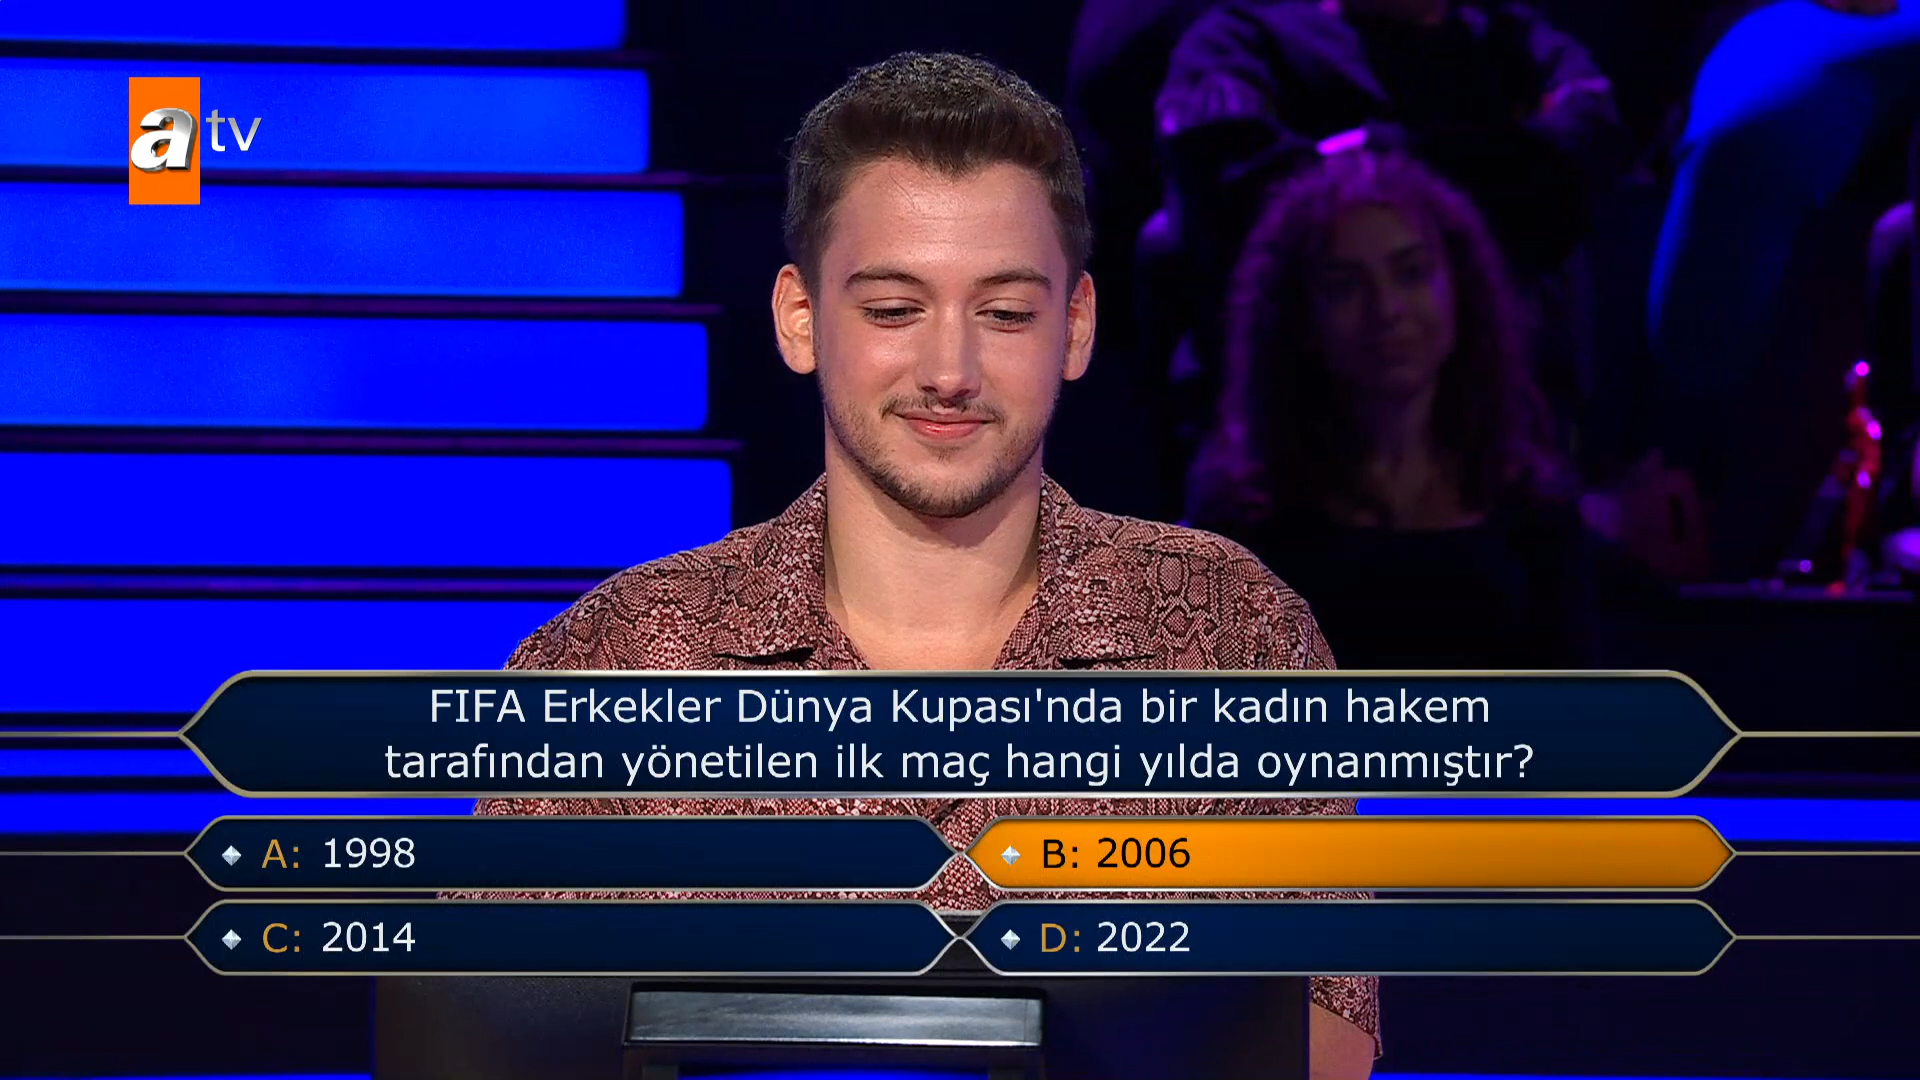 atv
FIFA Erkekler Dünya Kupası'nda bir kadın hakem
tarafından yönetilen ilk maç hangi yılda oynanmıştır?
A: 1998
B: 2006
C: 2014
D: 2022